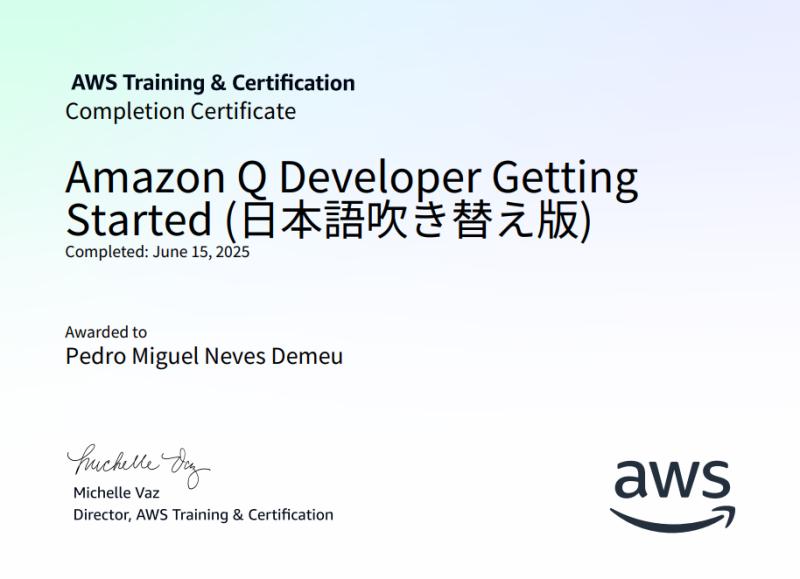 AWS Training & Certification
Completion Certificate
Amazon Q Developer Getting
Started (日本語吹き替え版)
Completed: June 15, 2025
Awarded to
Pedro Miguel Neves Demeu
Michelle Vaz
Michelle Vaz
Director, AWS Training & Certification
aws